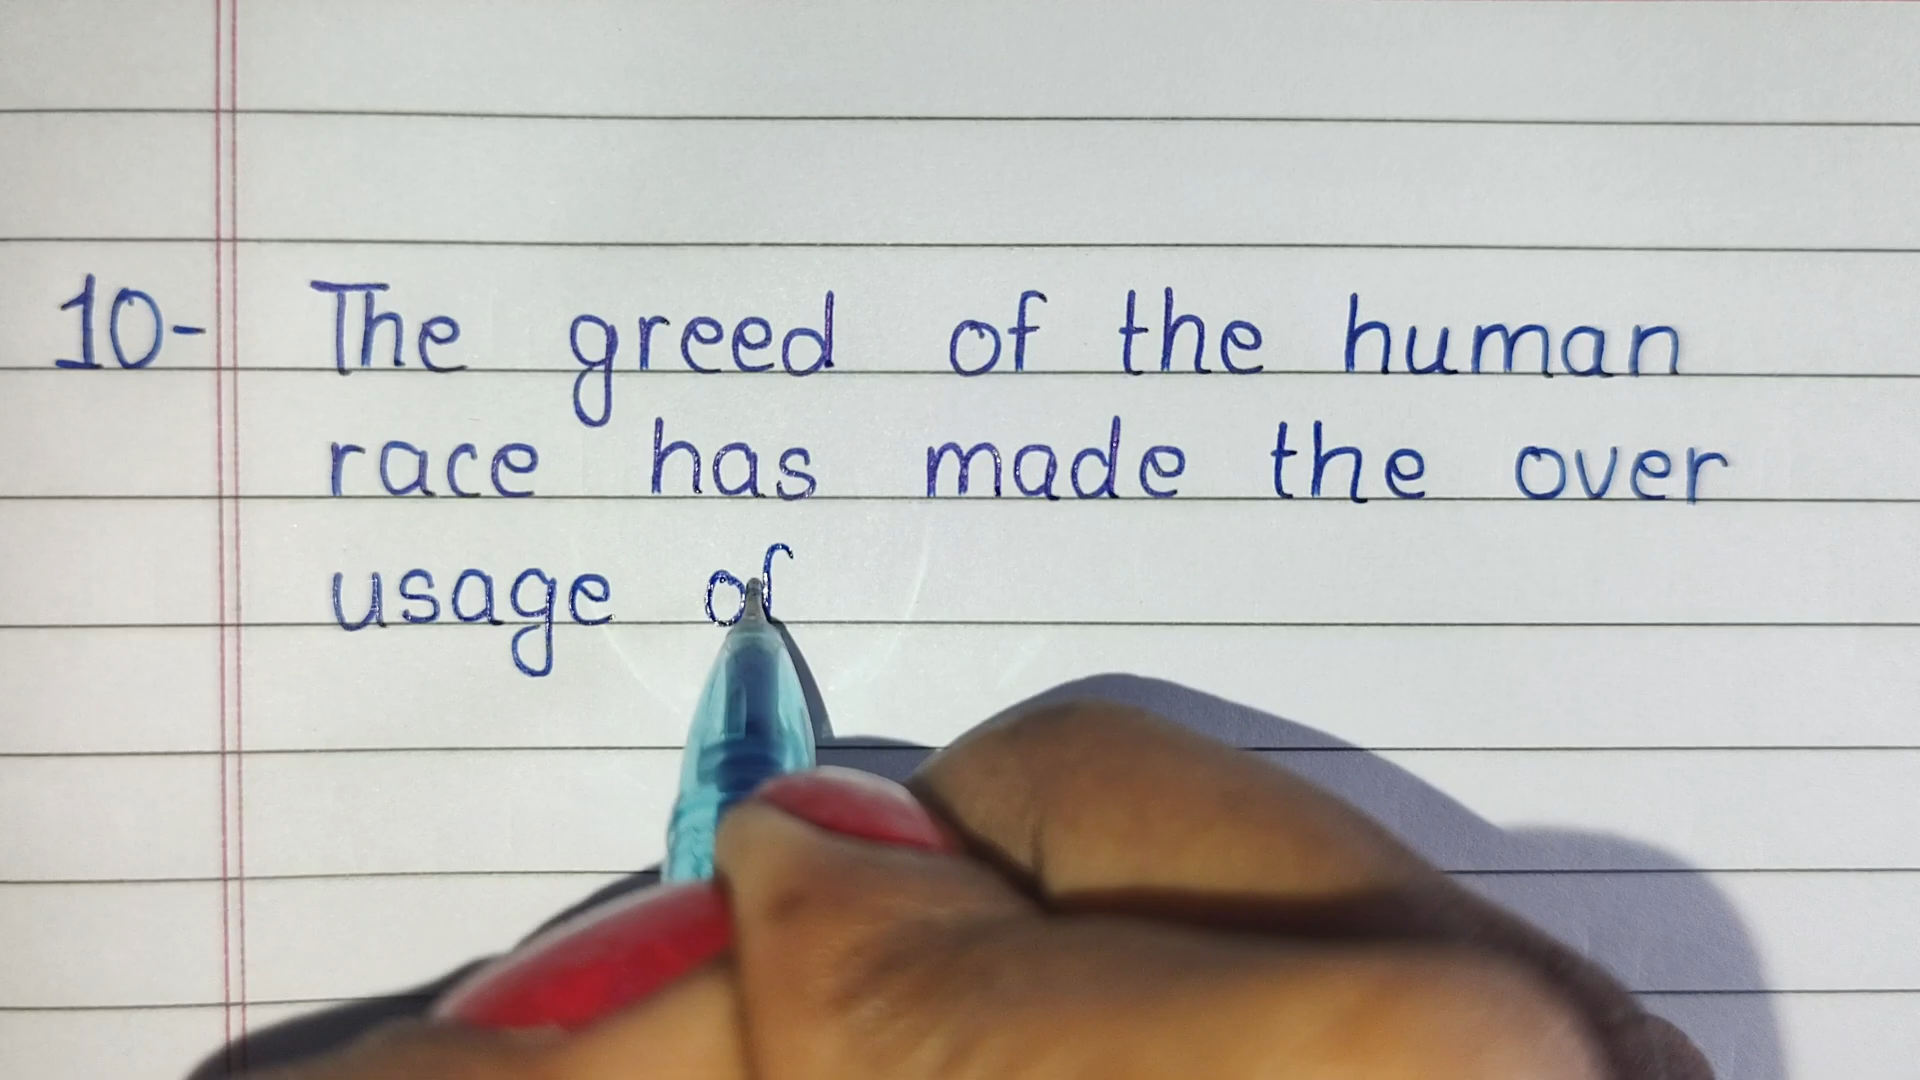 10- The greed of the human
race has made the over
usage of